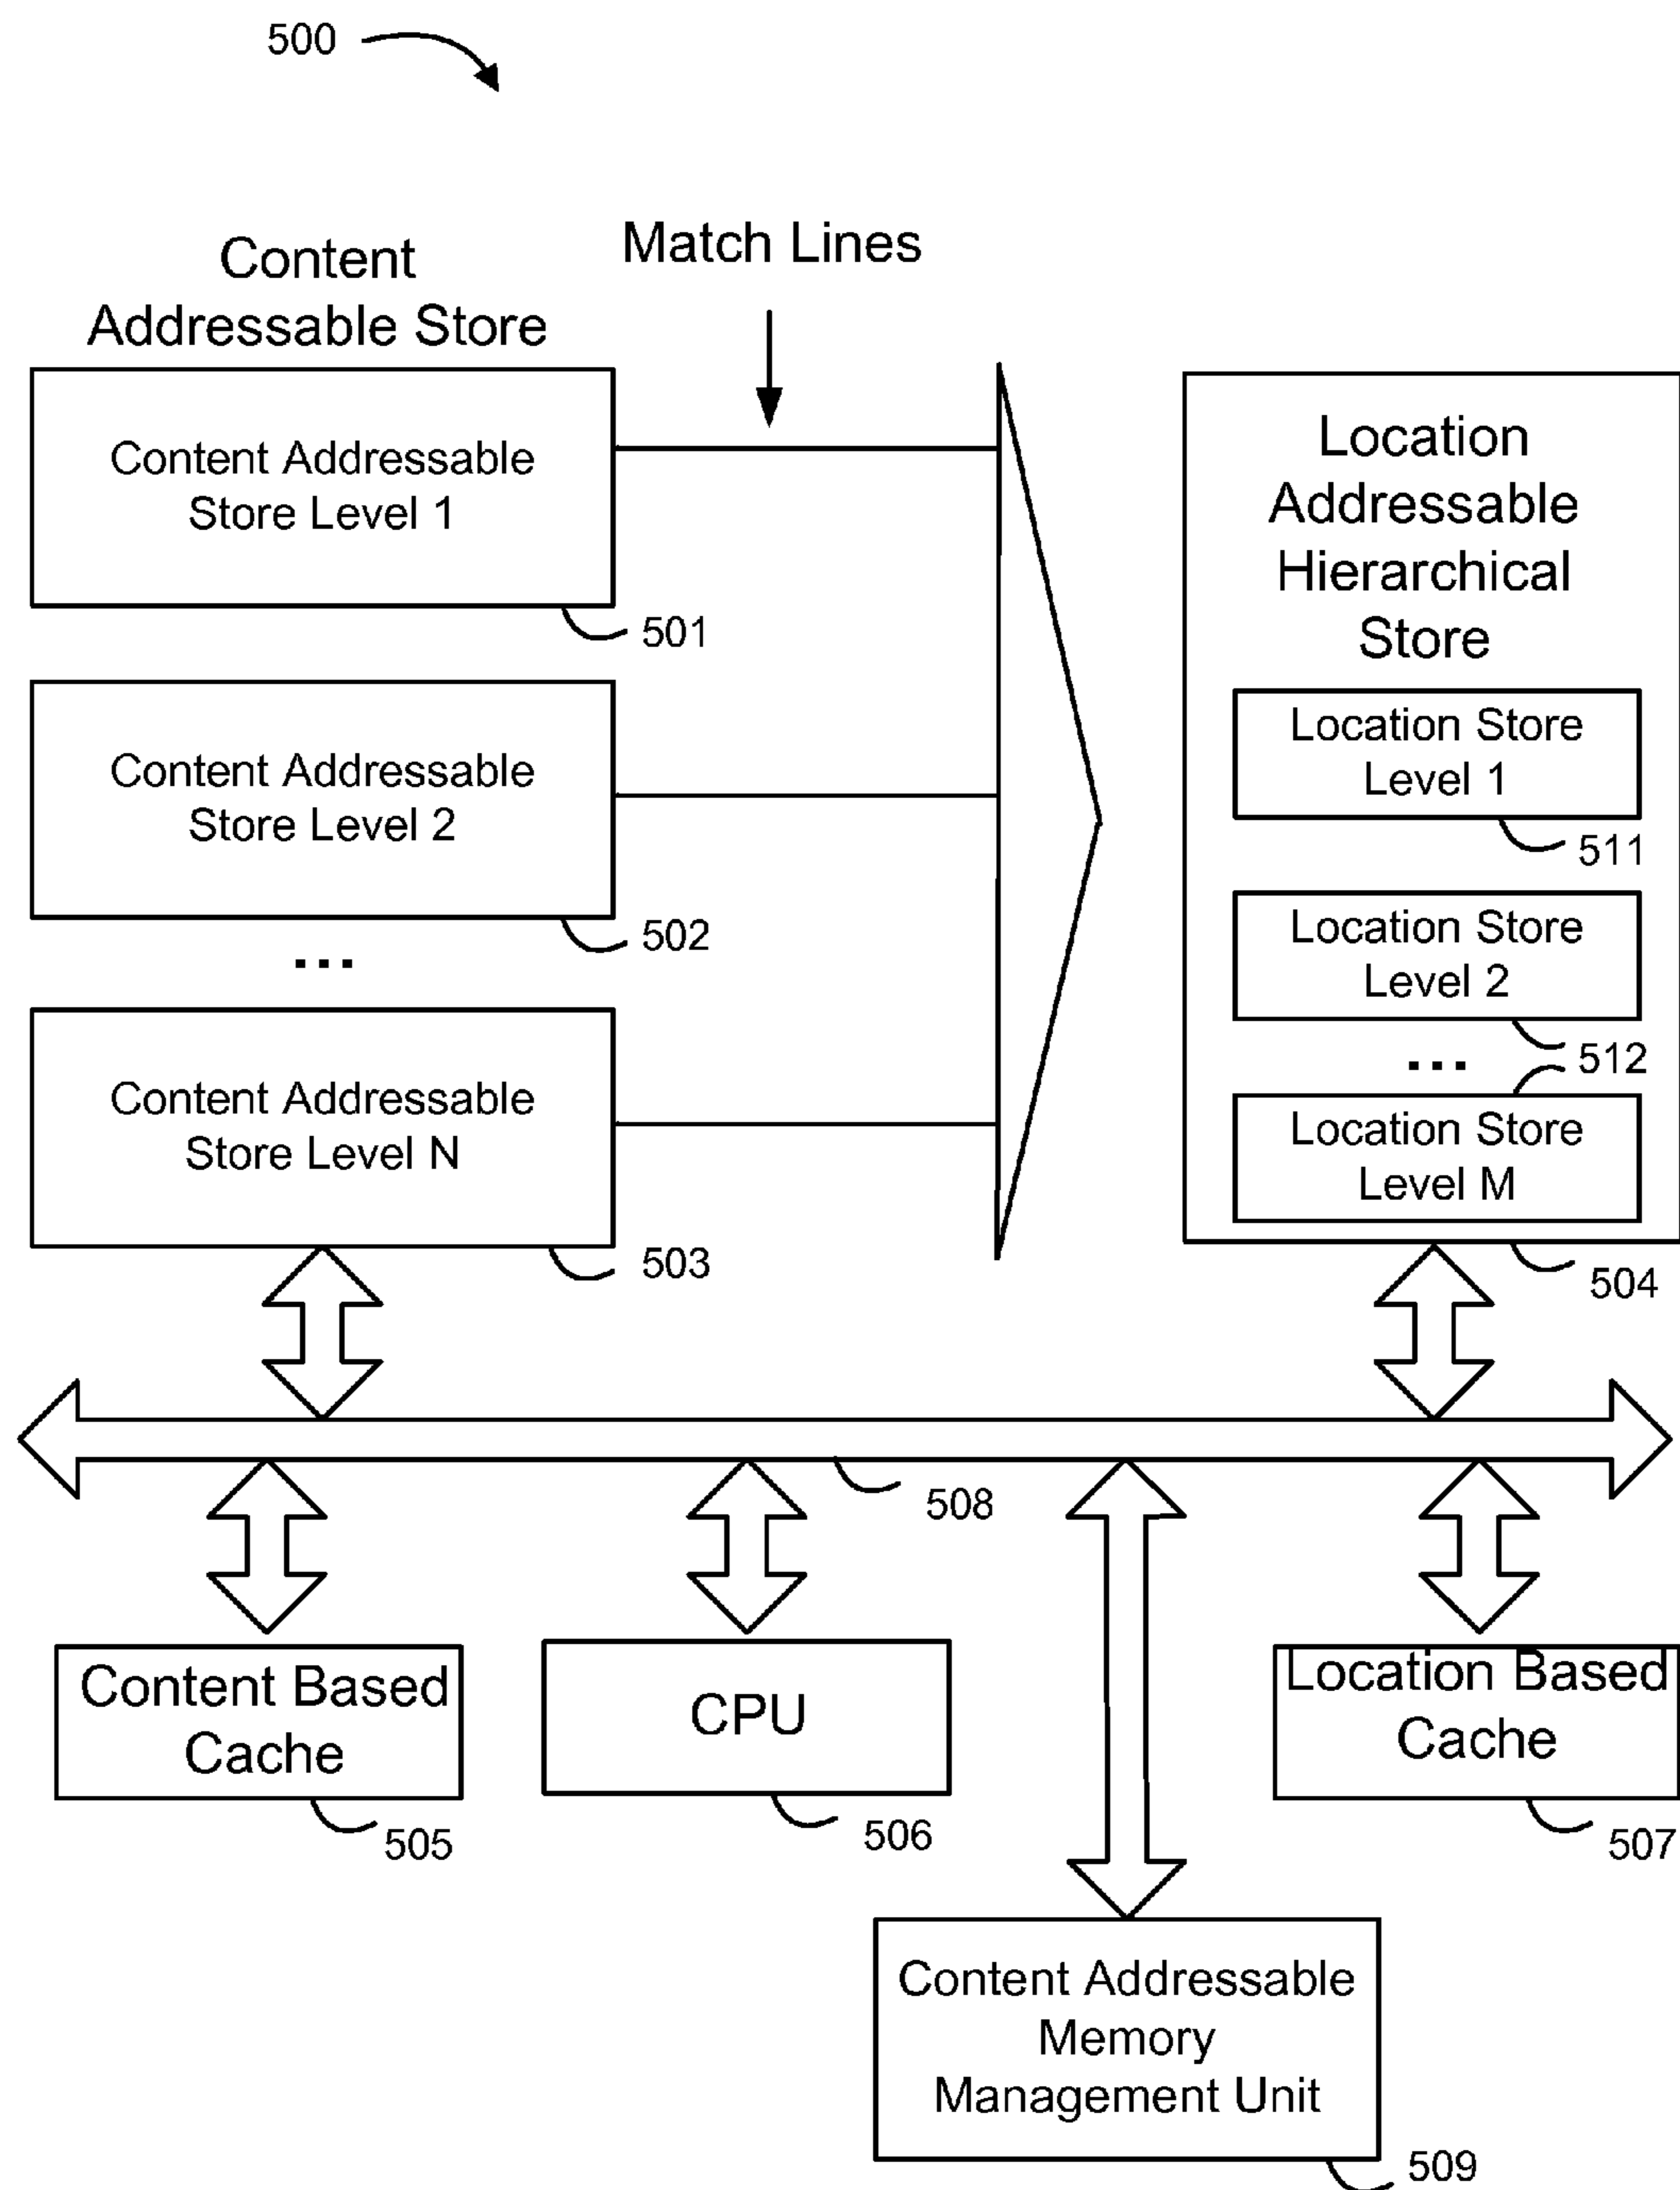 500
Content
Addressable Store
Match Lines
Content Addressable
Store Level 1
501
Content Addressable
Store Level 2
502
...
Content Addressable
Store Level N
503
Location
Addressable
Hierarchical
Store
Location Store
Level 1
511
Location Store
Level 2
512
...
Location Store
Level M
504
508
Content Based
Cache
505
CPU
506
Location Based
Cache
507
Content Addressable
Memory
Management Unit
509